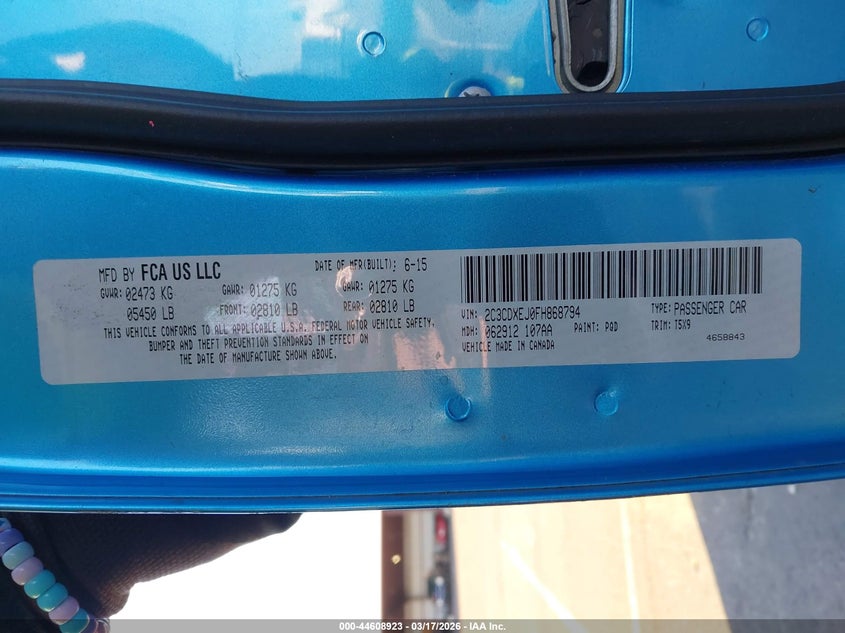 MFD BY FCA US LLC DATE OF MFR(BUILT): 6-15
GVWR: 02473 KG GAWR: 01275 KG GAWR: 01275 KG
05450 LB FRONT: 02810 LB REAR: 02810 LB
THIS VEHICLE CONFORMS TO ALL APPLICABLE U.S.A. FEDERAL MOTOR VEHICLE SAFETY,
BUMPER AND THEFT PREVENTION STANDARDS IN EFFECT ON
THE DATE OF MANUFACTURE SHOWN ABOVE.
VIN: 2C3CDXEJ0FH868794 TYPE: PASSENGER CAR
MDH: 062912 107AA PAINT: PQD TRIM: T5X9
VEHICLE MADE IN CANADA 4658843
000-44608923 — 03/17/2026 — IAA Inc.